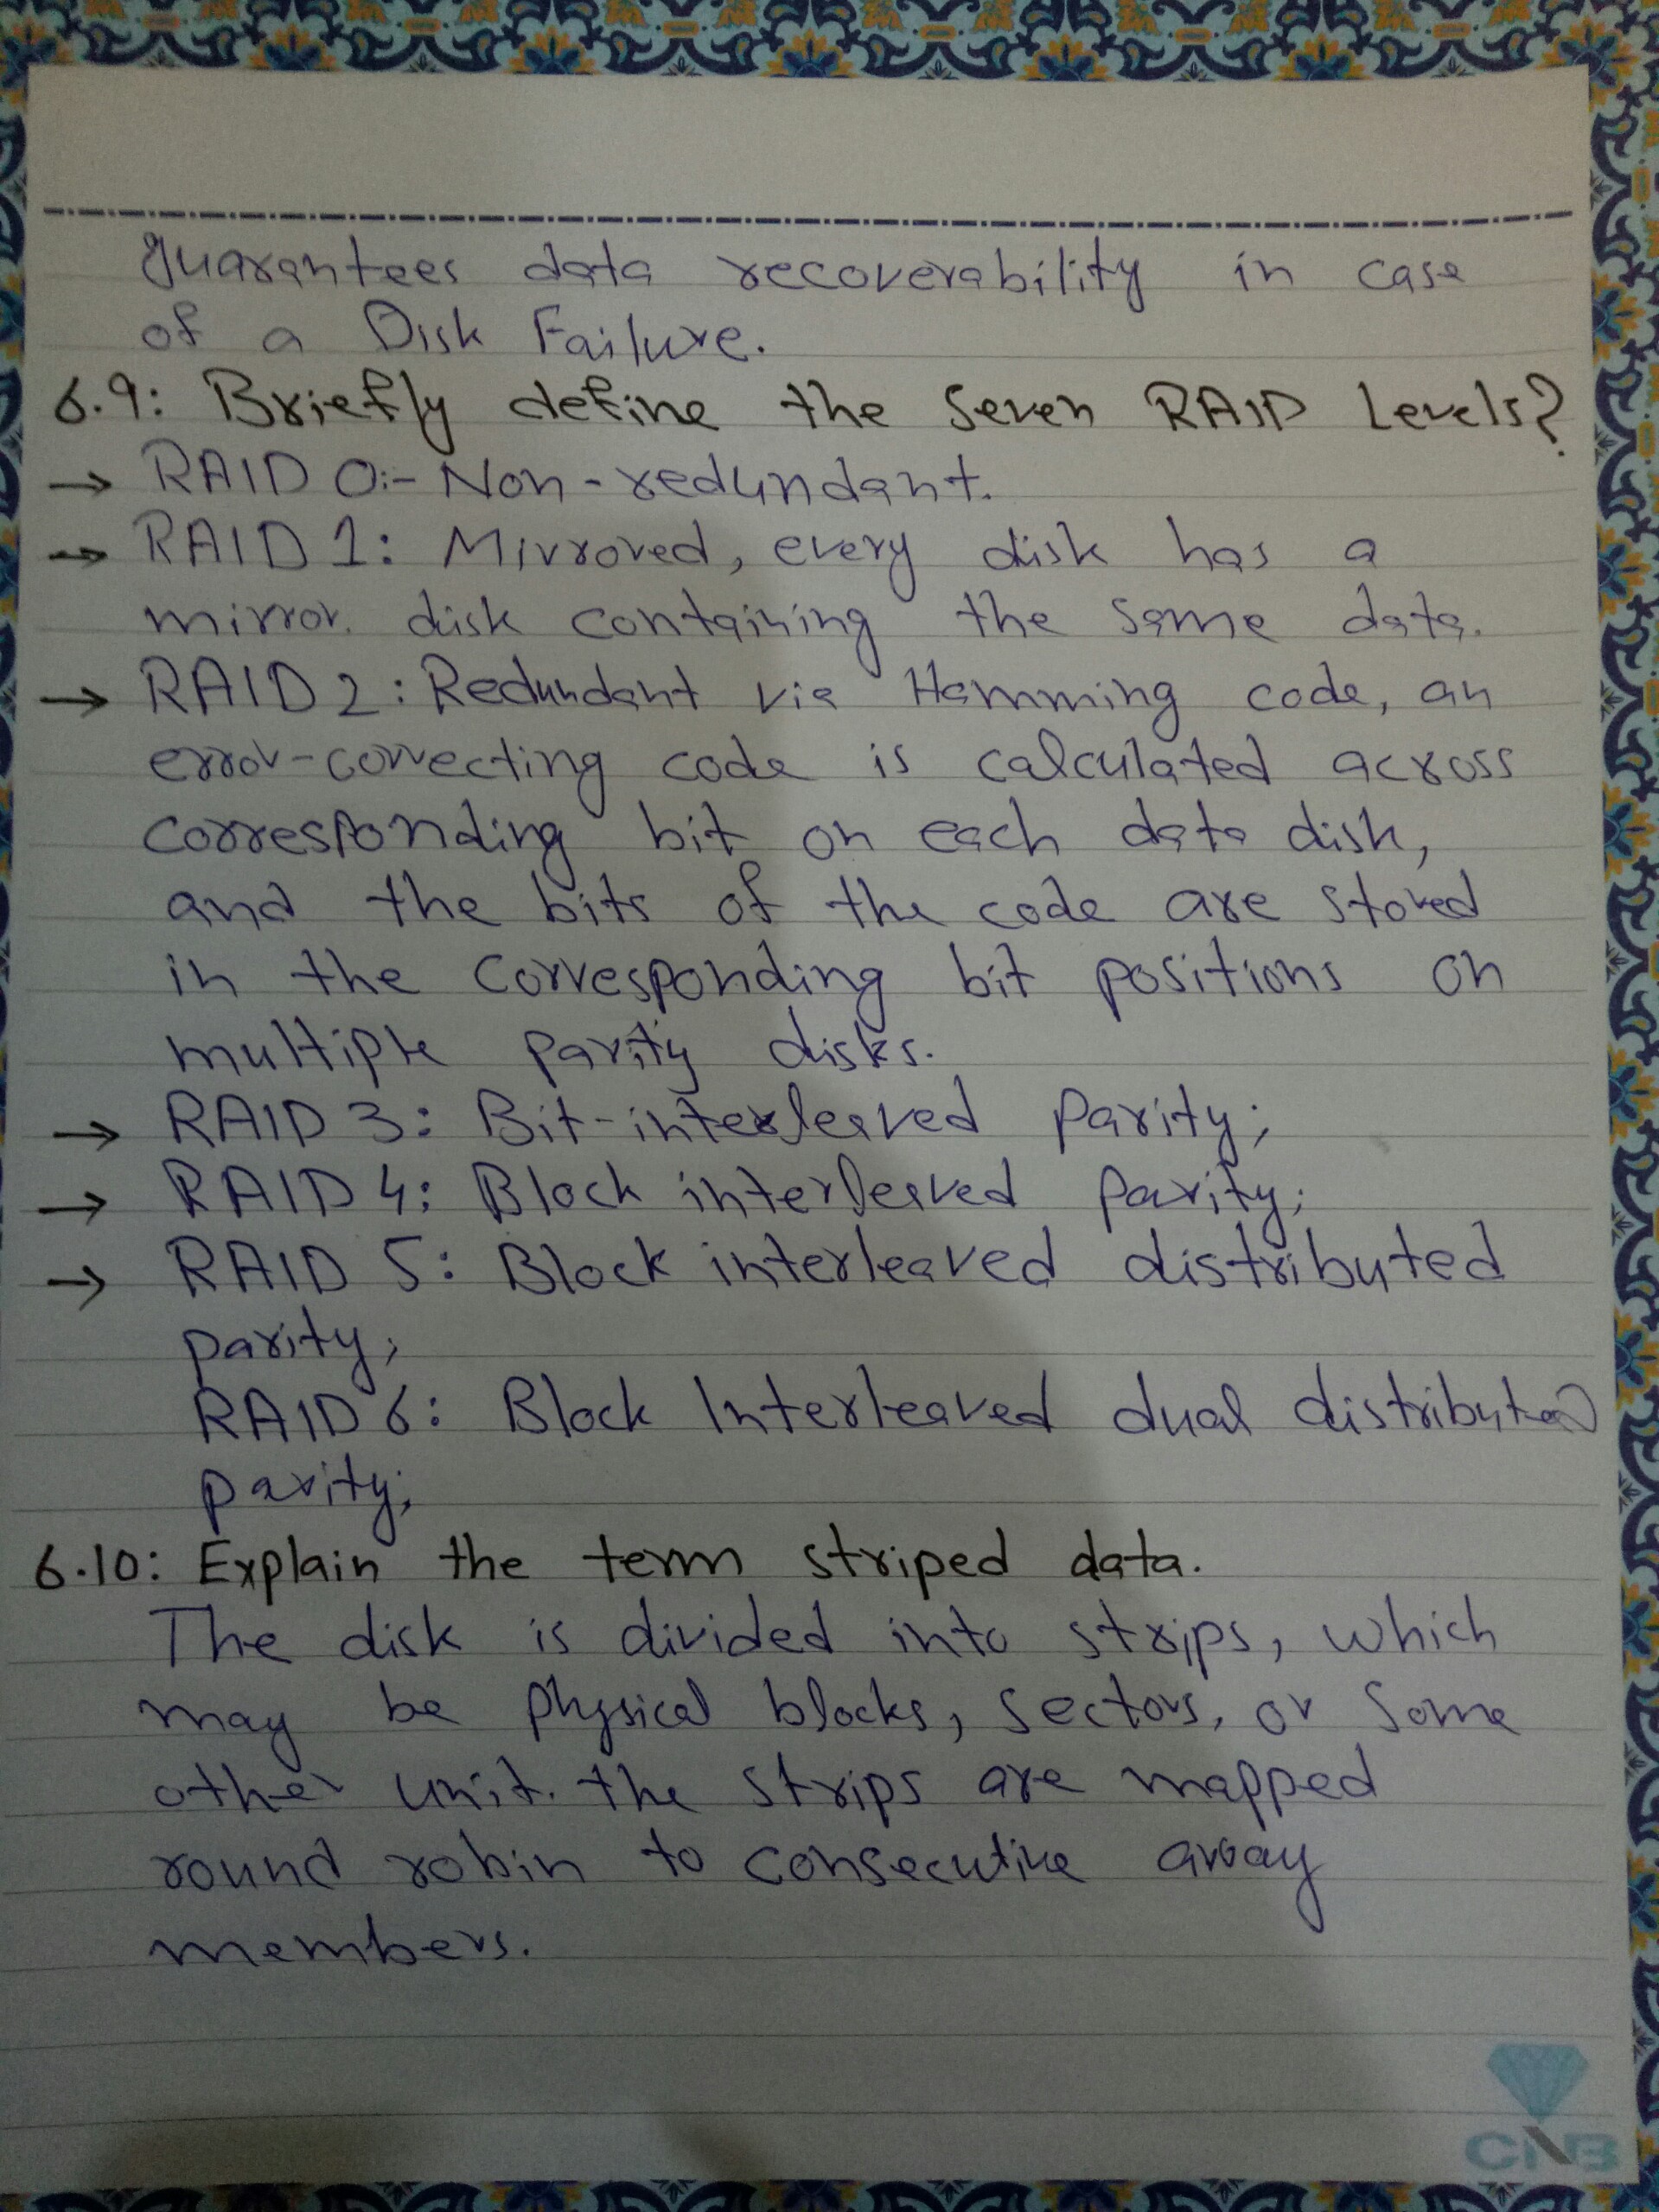 guarantees data recoverability in case
of a Disk Failure.
6.9: Briefly define the Seven RAID Levels?
→ RAID 0:- Non-redundant.
→ RAID 1: Mirrored, every disk has a
mirror. disk containing the same data.
→ RAID 2: Redundant via Hamming code, an
error-correcting code is calculated across
corresponding bit on each data disk,
and the bits of the code are stored
in the corresponding bit positions on
multiple parity disks.
→ RAID 3: Bit-interleaved parity;
→ RAID 4: Block interleaved parity;
→ RAID 5: Block interleaved distributed
parity;
RAID 6: Block Interleaved dual distributed
parity;
6.10: Explain the term striped data.
The disk is divided into strips, which
may be physical blocks, sectors, or some
other unit. the strips are mapped
round robin to consecutive array
members.
CNB